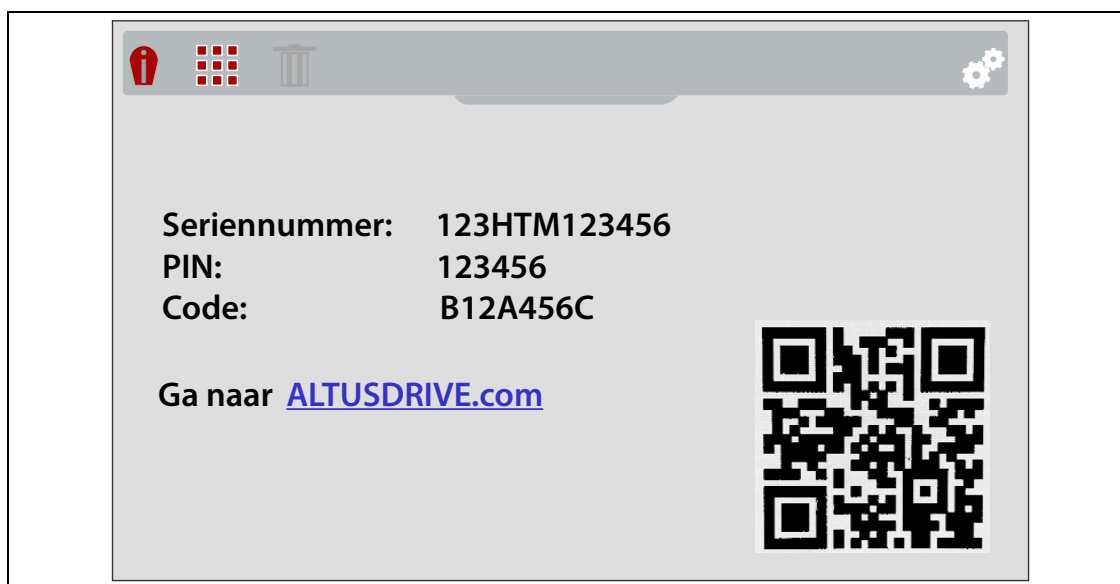 Seriennummer: 123HTM123456
PIN: 123456
Code: B12A456C
Ga naar ALTUSDRIVE.com